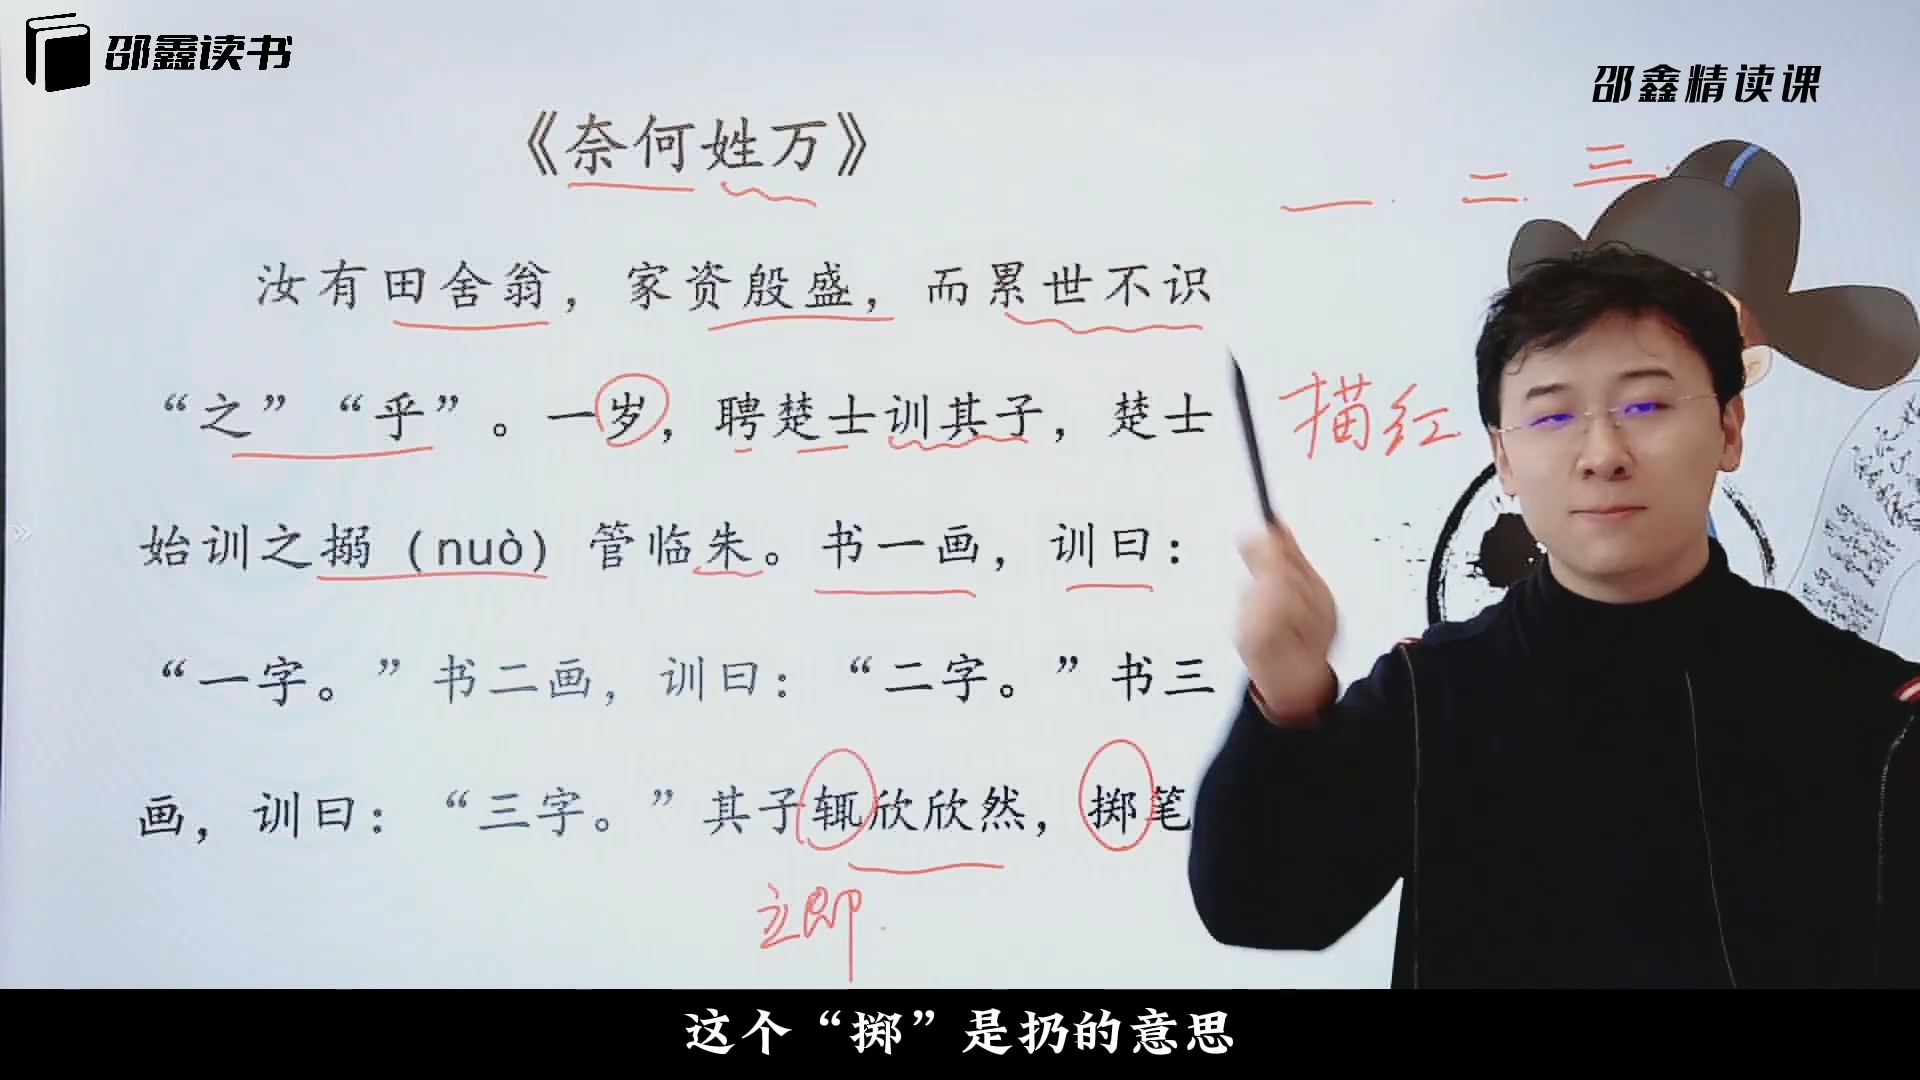 邵鑫读书
邵鑫精读课
《奈何姓万》
一. 二. 三.
汝有田舍翁，家资殷盛，而累世不识
“之”“乎”。一岁，聘楚士训其子，楚士
描红
始训之搦（nuò）管临朱。书一画，训曰：
“一字。”书二画，训曰：“二字。”书三
画，训曰：“三字。”其子辄欣欣然，掷笔
立即.
这个“掷”是扔的意思